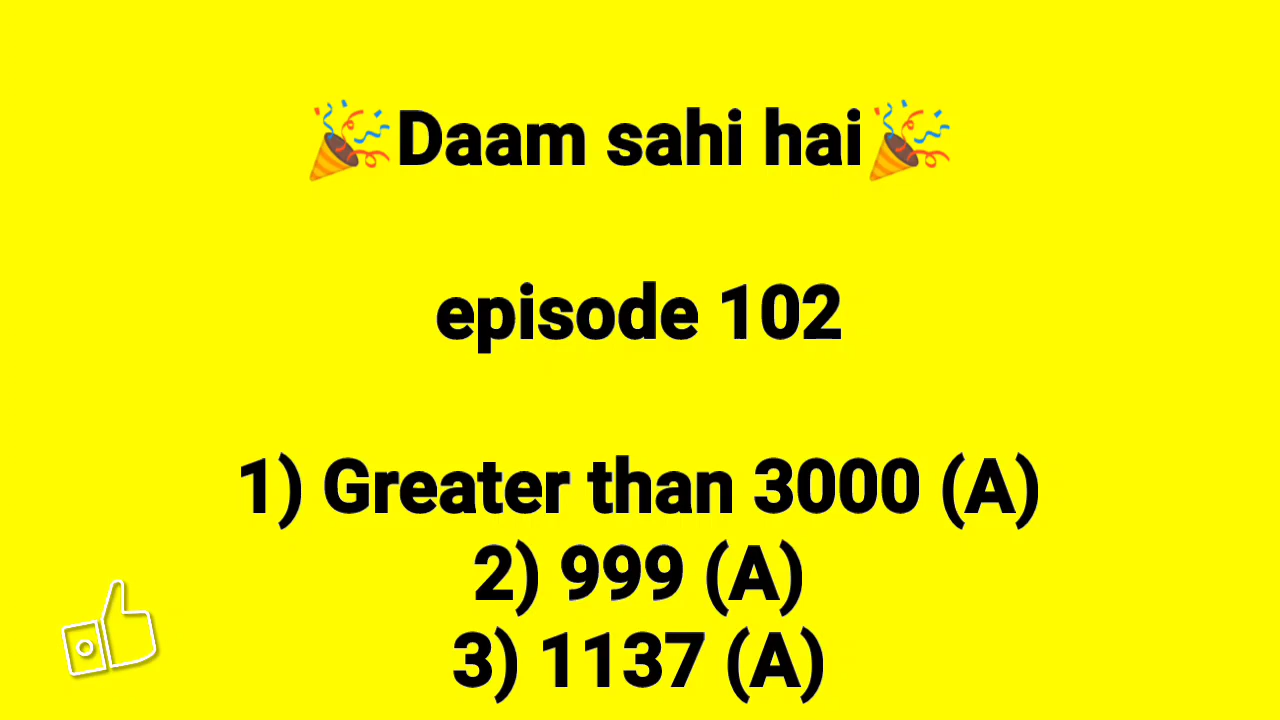 🎉Daam sahi hai🎉
episode 102
1) Greater than 3000 (A)
2) 999 (A)
3) 1137 (A)